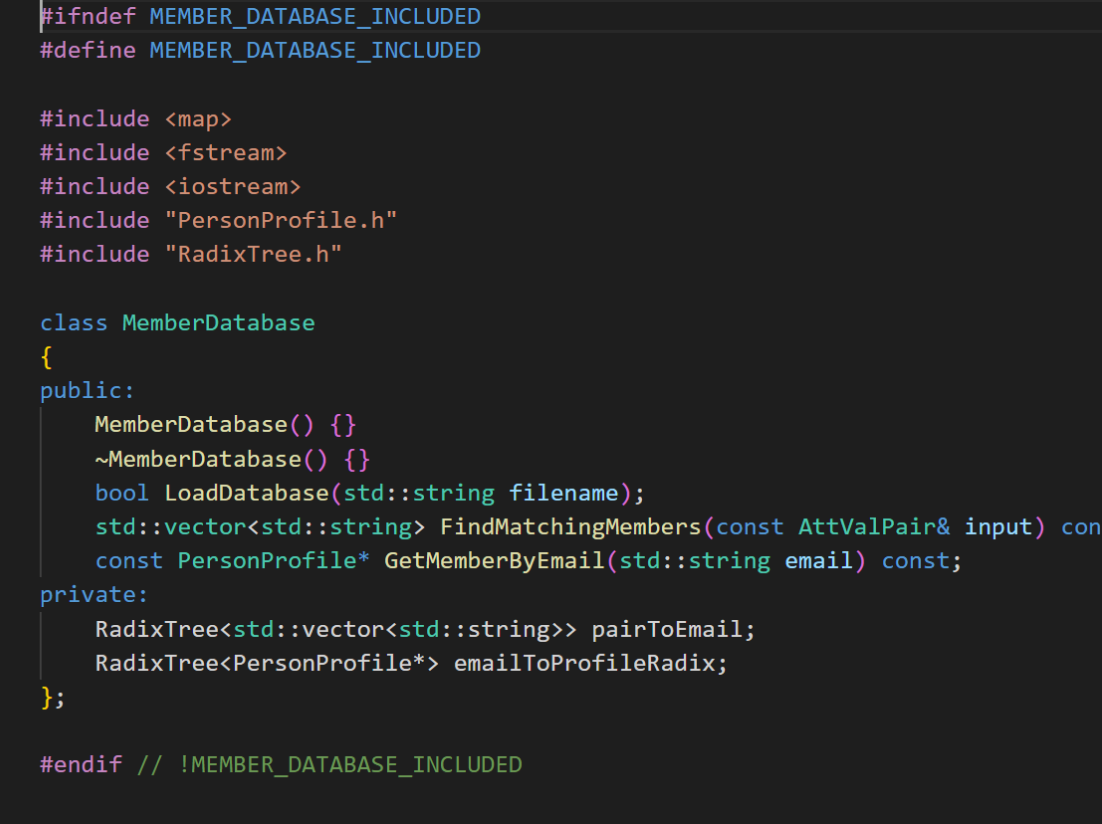 #ifndef MEMBER_DATABASE_INCLUDED
#define MEMBER_DATABASE_INCLUDED
#include <map>
#include <fstream>
#include <iostream>
#include "PersonProfile.h"
#include "RadixTree.h"
class MemberDatabase
{
public:
MemberDatabase() {}
~MemberDatabase() {}
bool LoadDatabase(std::string filename);
std::vector<std::string> FindMatchingMembers(const AttValPair& input) con
const PersonProfile* GetMemberByEmail(std::string email) const;
private:
RadixTree<std::vector<std::string>> pairToEmail;
RadixTree<PersonProfile*> emailToProfileRadix;
};
#endif // !MEMBER_DATABASE_INCLUDED